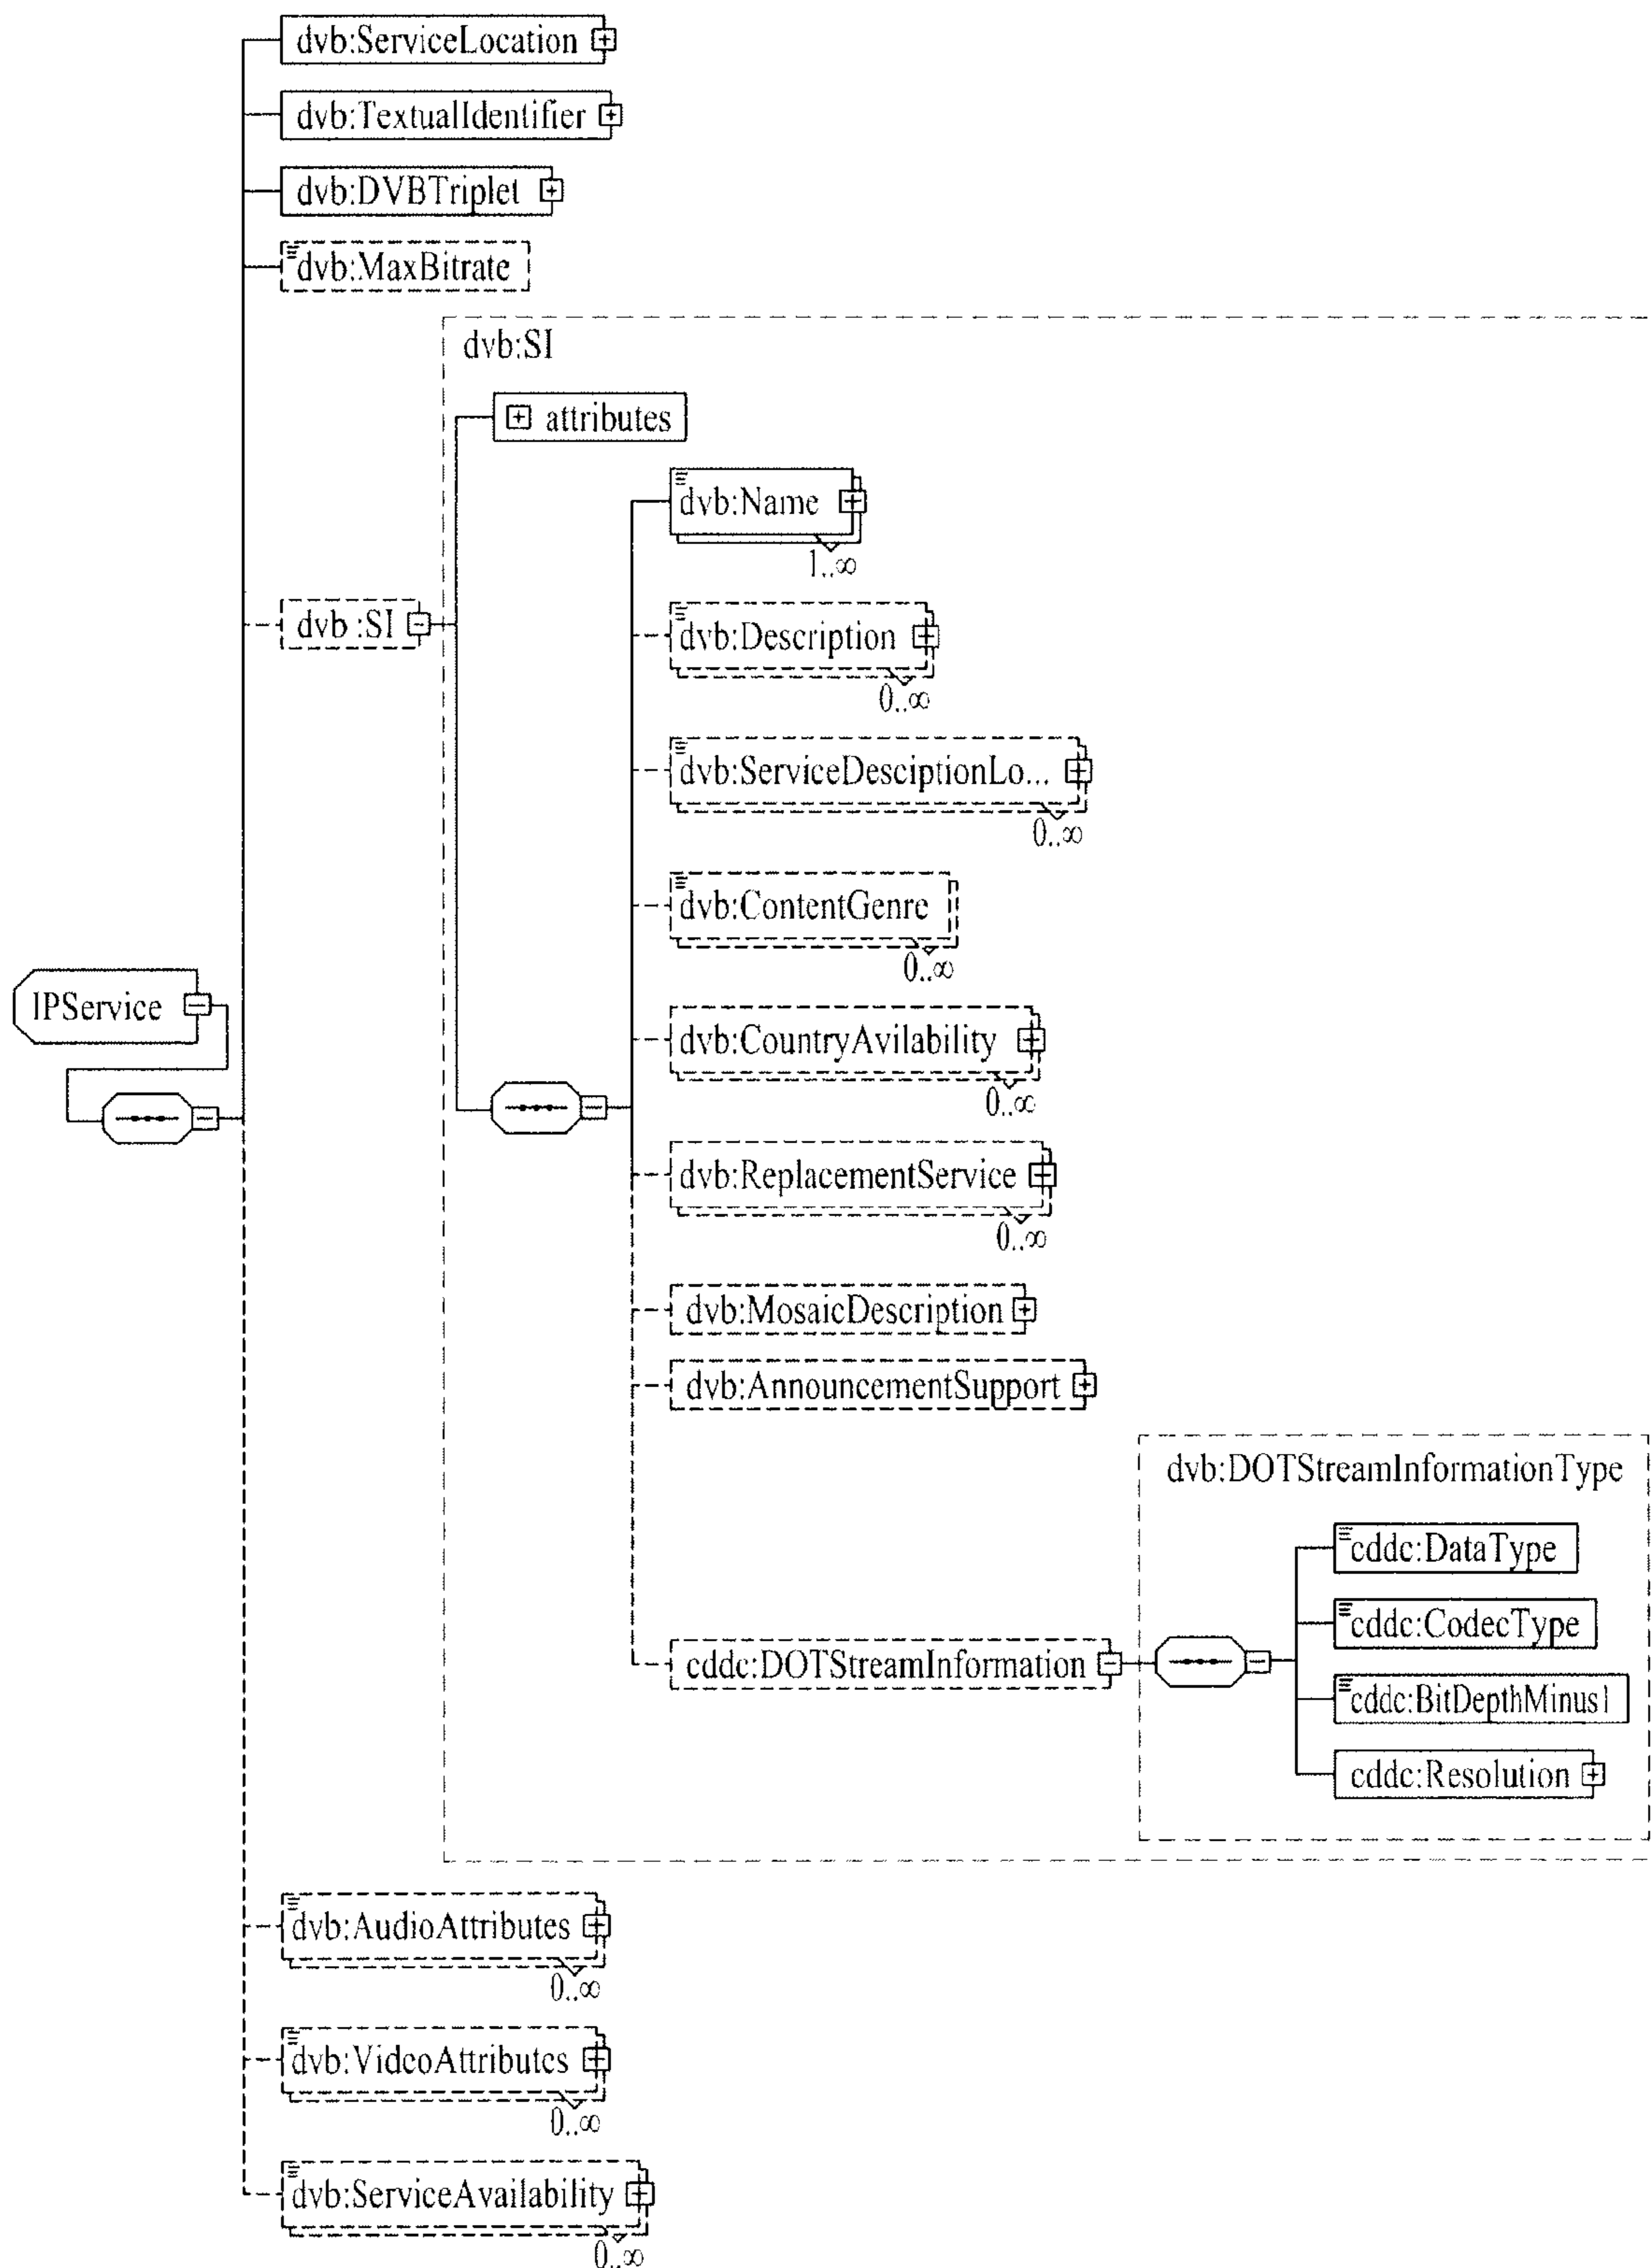 dvb:ServiceLocation
dvb:TextualIdentifier
dvb:DVBTriplet
dvb:MaxBitrate
dvb:SI
attributes
dvb:Name
1..∞
dvb :SI
dvb:Description
0..∞
dvb:ServiceDesciptionLo...
0..∞
dvb:ContentGenre
0..∞
IPService
dvb:CountryAvilability
0..∞
dvb:ReplacementService
0..∞
dvb:MosaicDescription
dvb:AnnouncementSupport
dvb:DOTStreamInformationType
cddc:DataType
cddc:CodecType
cddc:DOTStreamInformation
cddc:BitDepthMinus1
cddc:Resolution
dvb:AudioAttributes
0..∞
dvb:VideoAttributes
0..∞
dvb:ServiceAvailability
0..∞